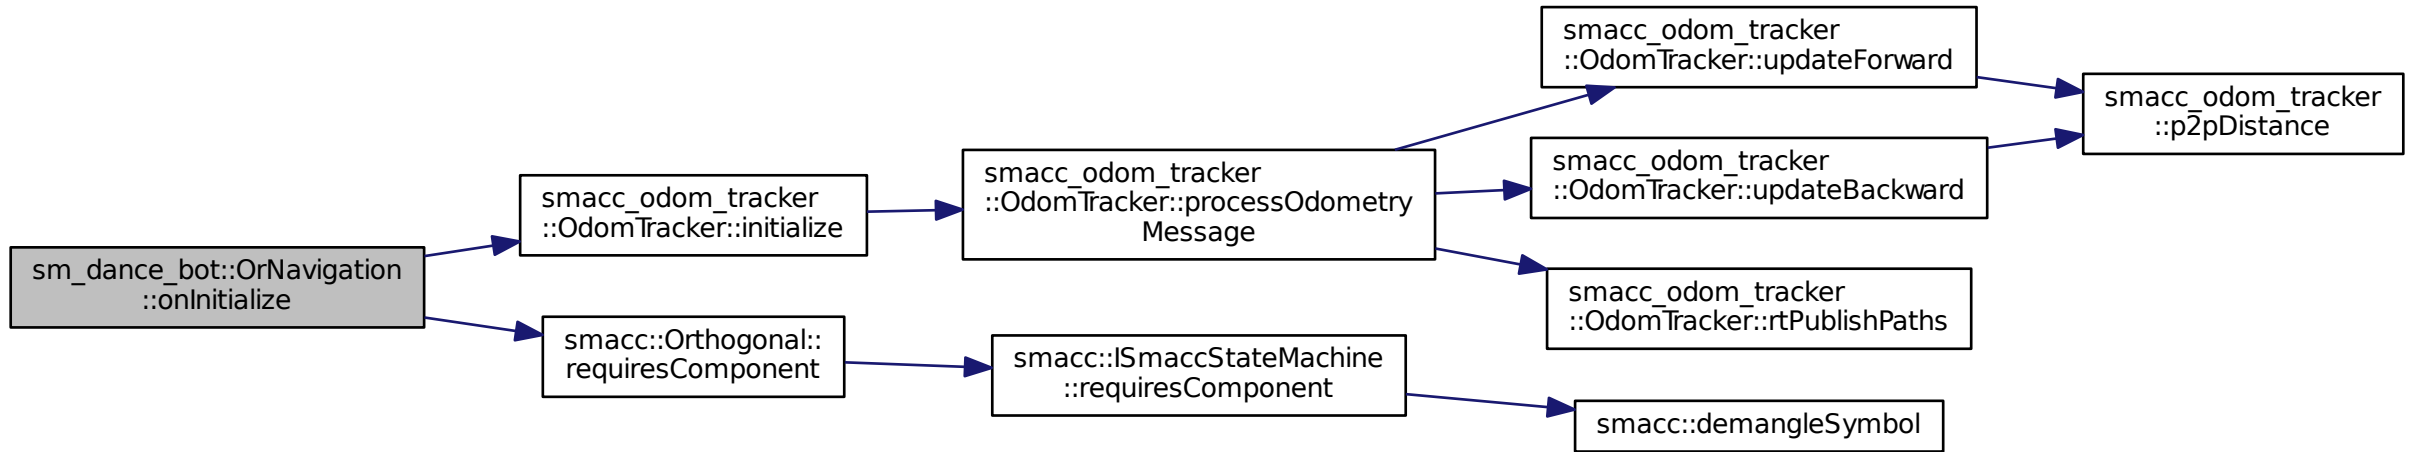 sm_dance_bot::OrNavigation
::onInitialize
smacc_odom_tracker
::OdomTracker::initialize
smacc::Orthogonal::
requiresComponent
smacc_odom_tracker
::OdomTracker::processOdometry
Message
smacc::ISmaccStateMachine
::requiresComponent
smacc_odom_tracker
::OdomTracker::updateForward
smacc_odom_tracker
::OdomTracker::updateBackward
smacc_odom_tracker
::OdomTracker::rtPublishPaths
smacc::demangleSymbol
smacc_odom_tracker
::p2pDistance